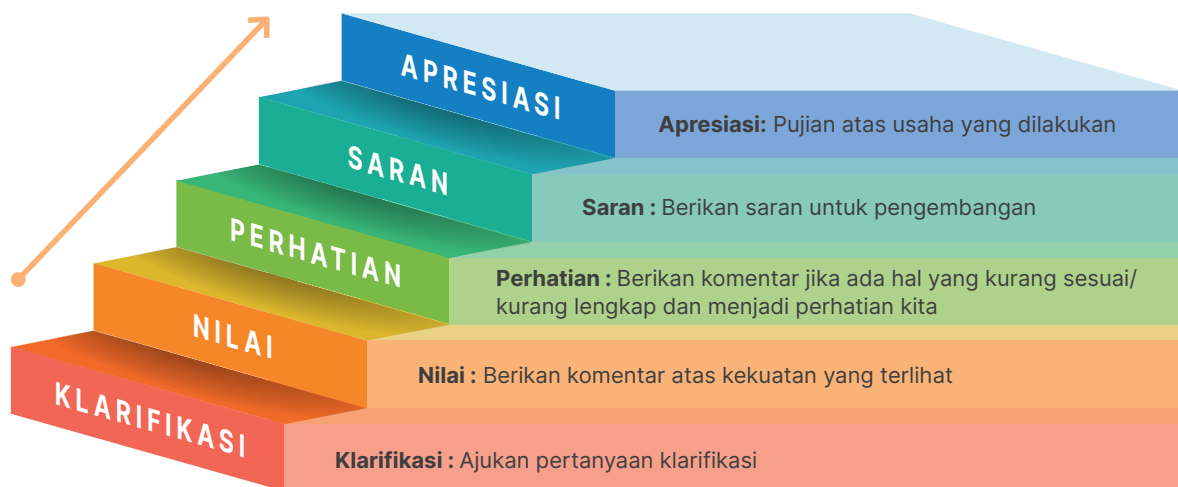 APRESIASI
Apresiasi: Pujian atas usaha yang dilakukan
SARAN
Saran : Berikan saran untuk pengembangan
PERHATIAN
Perhatian : Berikan komentar jika ada hal yang kurang sesuai/
kurang lengkap dan menjadi perhatian kita
NILAI
Nilai : Berikan komentar atas kekuatan yang terlihat
KLARIFIKASI
Klarifikasi : Ajukan pertanyaan klarifikasi